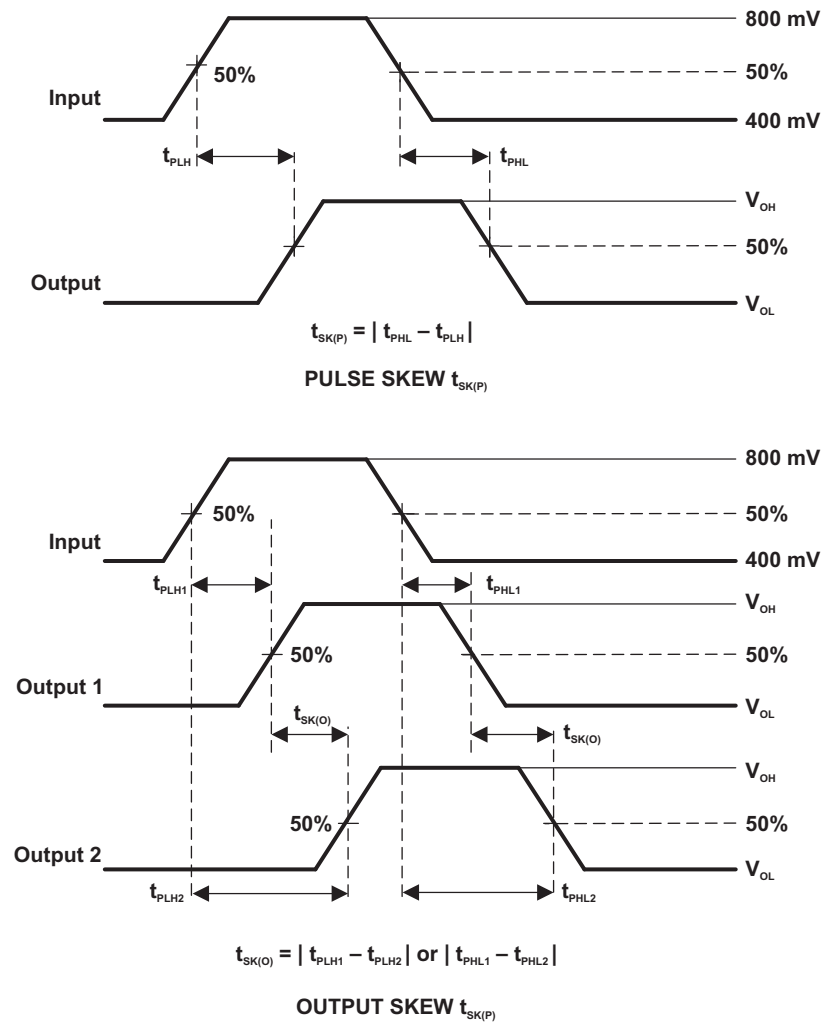 800 mV
50%
50%
Input
400 mV
tPLH
tPHL
VOH
50%
Output
VOL
tSK(P) = | tPHL – tPLH |
PULSE SKEW tSK(P)
800 mV
50%
50%
Input
400 mV
tPLH1
tPHL1
VOH
50%
50%
Output 1
VOL
tSK(O)
tSK(O)
VOH
50%
50%
Output 2
VOL
tPLH2
tPHL2
tSK(O) = | tPLH1 – tPLH2 | or | tPHL1 – tPHL2 |
OUTPUT SKEW tSK(P)